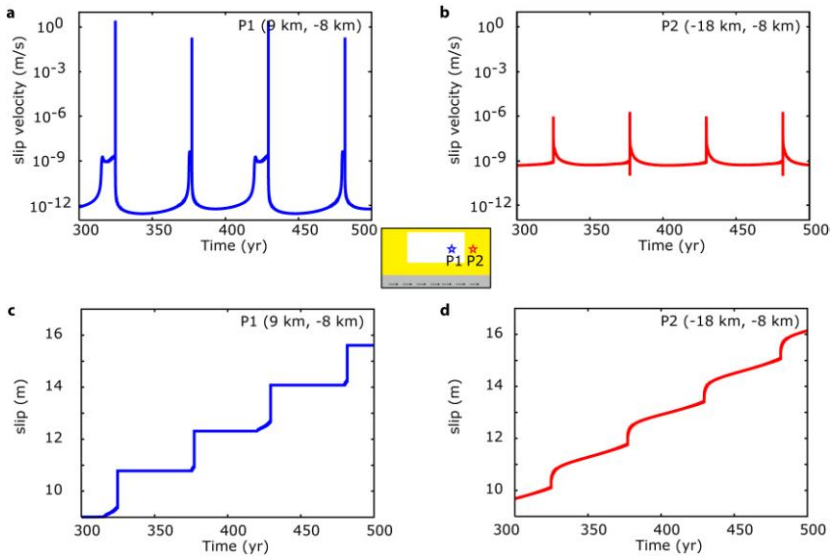 a
P1 (9 km, -8 km)
slip velocity (m/s)
10^0
10^-3
10^-6
10^-9
10^-12
300 350 400 450 500
Time (yr)
b
P2 (-18 km, -8 km)
slip velocity (m/s)
10^0
10^-3
10^-6
10^-9
10^-12
300 350 400 450 500
Time (yr)
P1 P2
c
P1 (9 km, -8 km)
slip (m)
16
14
12
10
300 350 400 450 500
Time (yr)
d
P2 (-18 km, -8 km)
slip (m)
16
14
12
10
300 350 400 450 500
Time (yr)